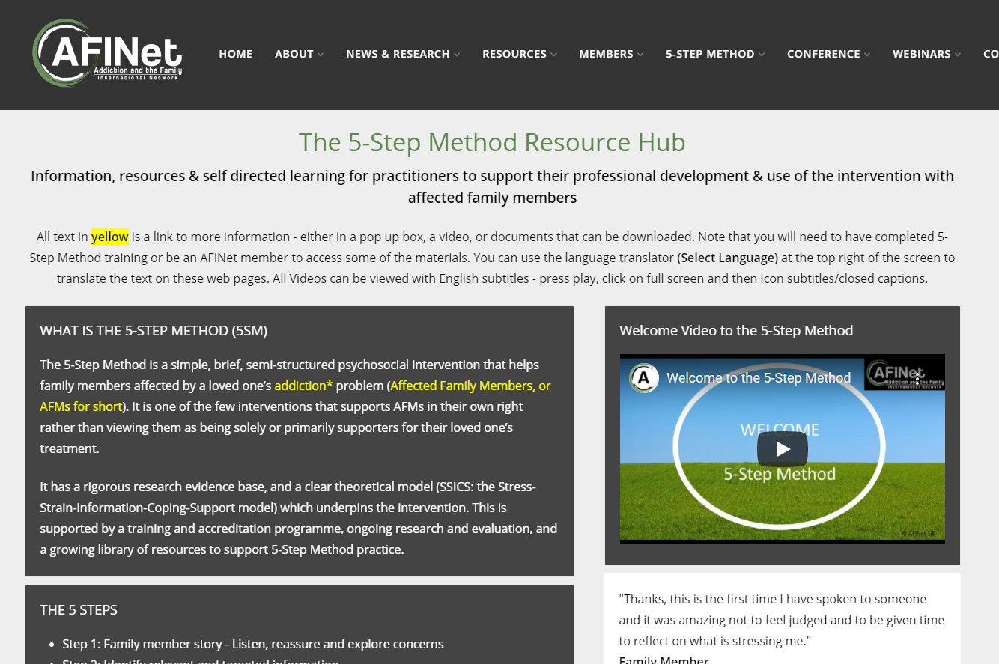 AFINet
Addiction and the Family
International Network
HOME ABOUT NEWS & RESEARCH RESOURCES MEMBERS 5-STEP METHOD CONFERENCE WEBINARS CO
The 5-Step Method Resource Hub
Information, resources & self directed learning for practitioners to support their professional development & use of the intervention with
affected family members
All text in yellow is a link to more information - either in a pop up box, a video, or documents that can be downloaded. Note that you will need to have completed 5-
Step Method training or be an AFINet member to access some of the materials. You can use the language translator (Select Language) at the top right of the screen to
translate the text on these web pages. All Videos can be viewed with English subtitles - press play, click on full screen and then icon subtitles/closed captions.
WHAT IS THE 5-STEP METHOD (5SM)
The 5-Step Method is a simple, brief, semi-structured psychosocial intervention that helps
family members affected by a loved one's addiction* problem (Affected Family Members, or
AFMs for short). It is one of the few interventions that supports AFMs in their own right
rather than viewing them as being solely or primarily supporters for their loved one's
treatment.
It has a rigorous research evidence base, and a clear theoretical model (SSICS: the Stress-
Strain-Information-Coping-Support model) which underpins the intervention. This is
supported by a training and accreditation programme, ongoing research and evaluation, and
a growing library of resources to support 5-Step Method practice.
THE 5 STEPS
Step 1: Family member story - Listen, reassure and explore concerns
Step 2: Identify relevant and targeted information
Welcome Video to the 5-Step Method
A
Welcome to the 5-Step Method
AFINet
Addiction and the Family
International Network
WELCOME
5-Step Method
© AFINet-UK
"Thanks, this is the first time I have spoken to someone
and it was amazing not to feel judged and to be given time
to reflect on what is stressing me."
Family Member